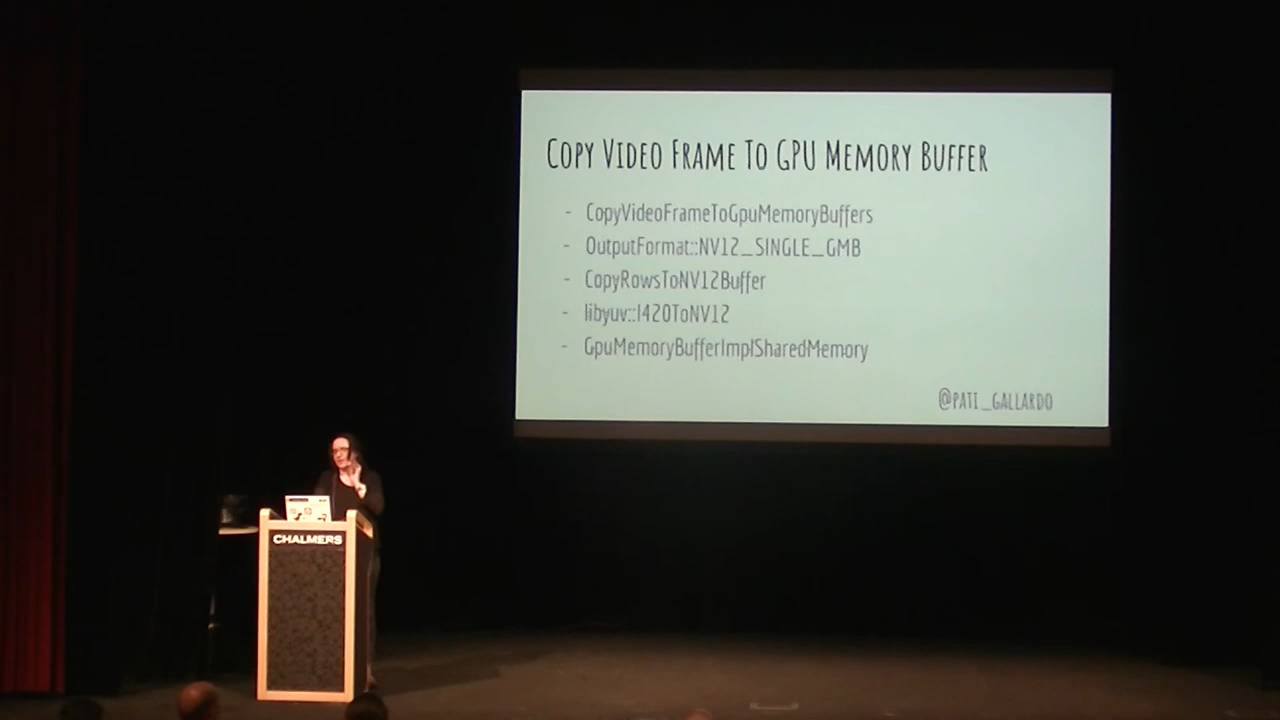 COPY VIDEO FRAME TO GPU MEMORY BUFFER
- CopyVideoFrameToGpuMemoryBuffers
- OutputFormat::NV12_SINGLE_GMB
- CopyRowsToNV12Buffer
- libyuv::I420ToNV12
- GpuMemoryBufferImplSharedMemory
@PATI_GALLARDO
CHALMERS